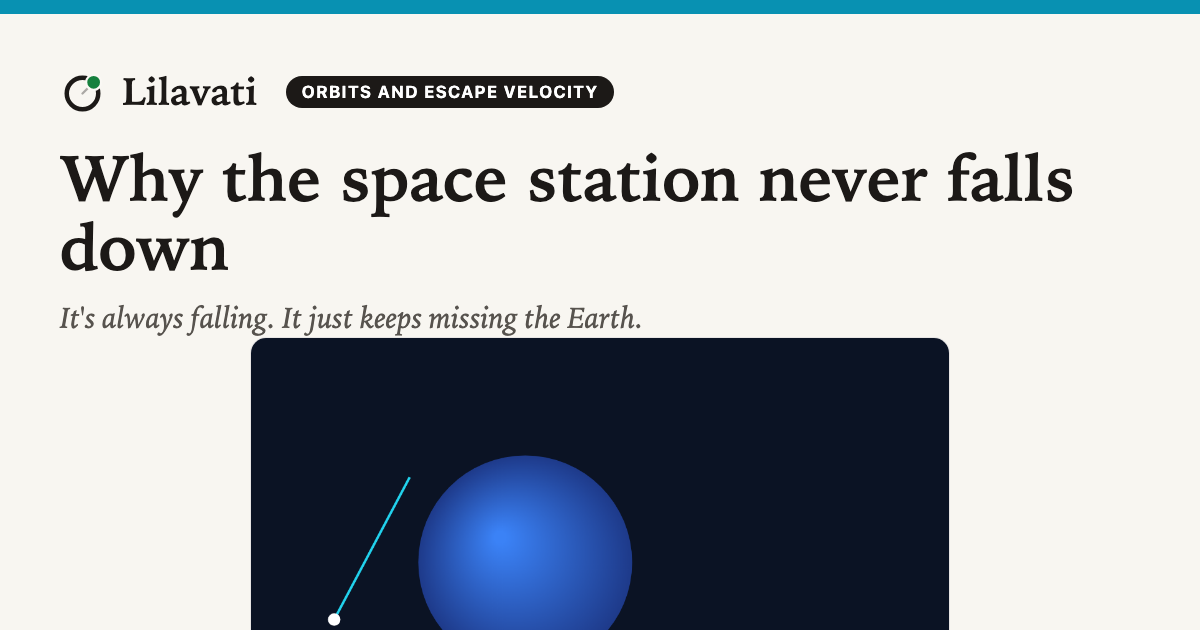 Lilavati
ORBITS AND ESCAPE VELOCITY
Why the space station never falls
down
It's always falling. It just keeps missing the Earth.